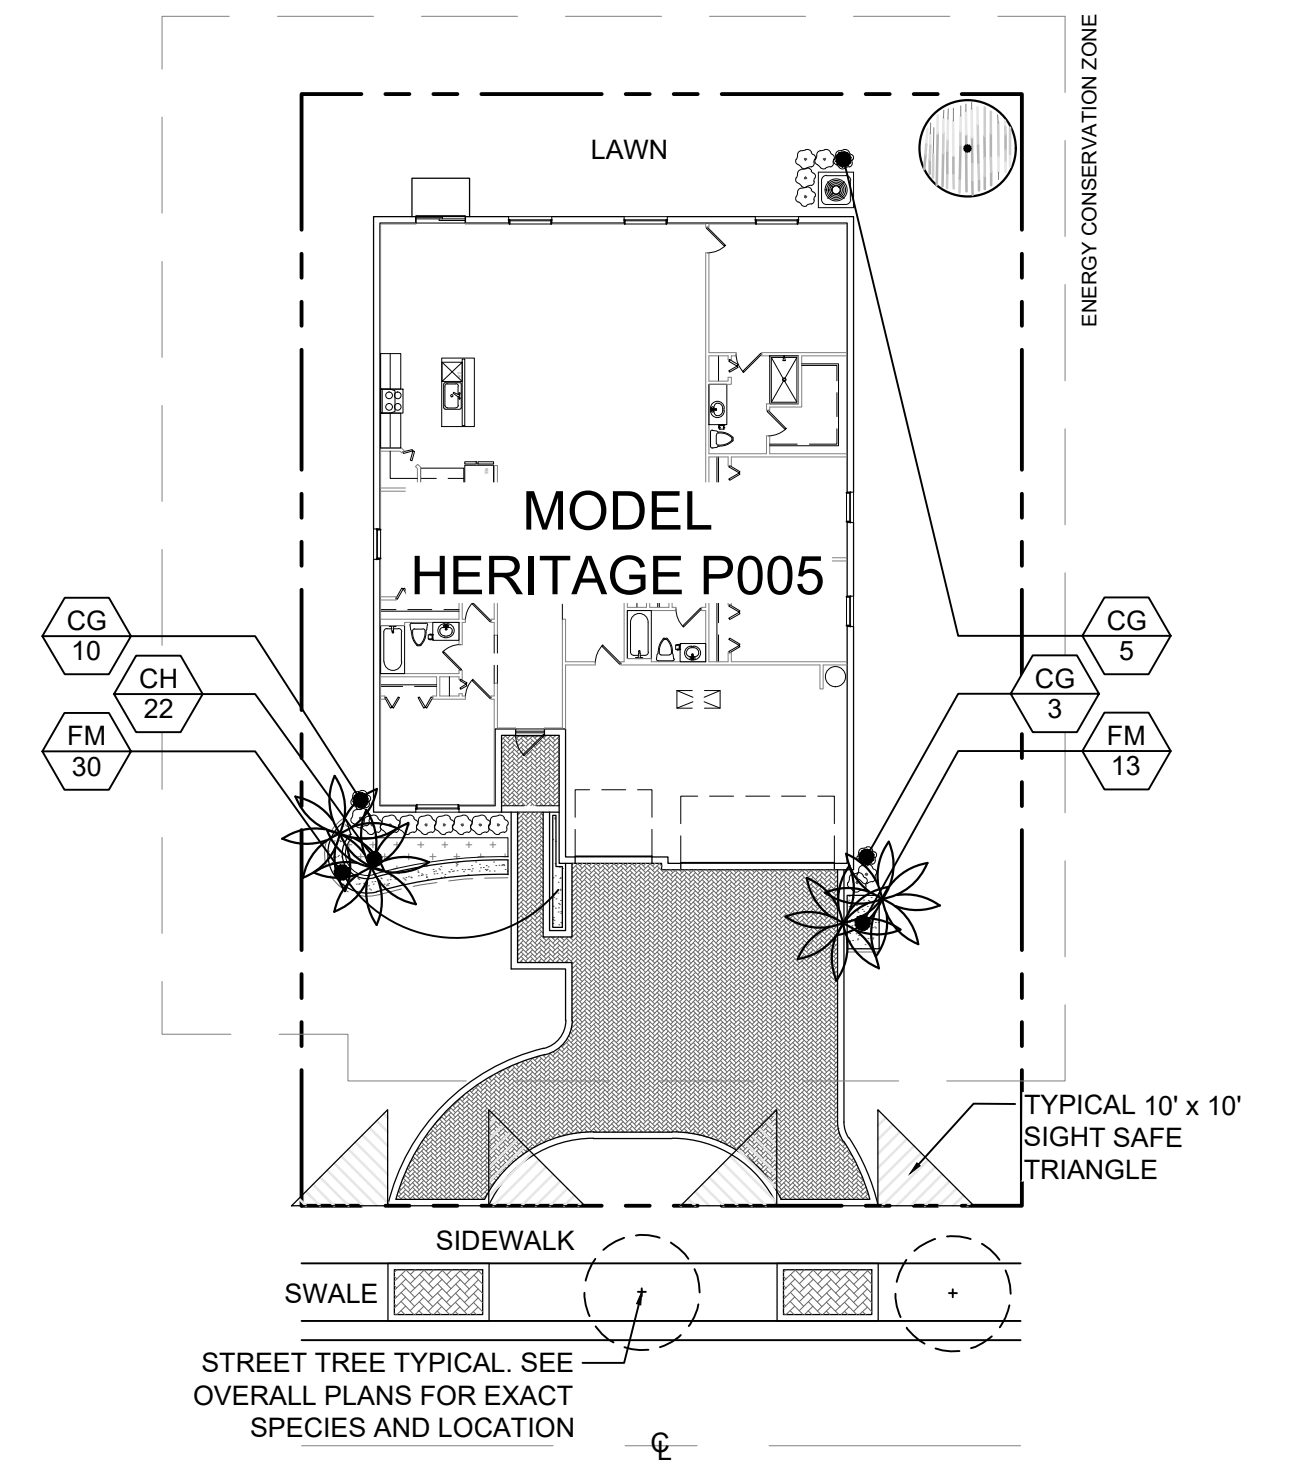 ENERGY CONSERVATION ZONE
LAWN
MODEL
HERITAGE P005
CG
10
CH
22
FM
30
CG
5
CG
3
FM
13
TYPICAL 10' x 10'
SIGHT SAFE
TRIANGLE
SIDEWALK
SWALE
STREET TREE TYPICAL. SEE
OVERALL PLANS FOR EXACT
SPECIES AND LOCATION
℄